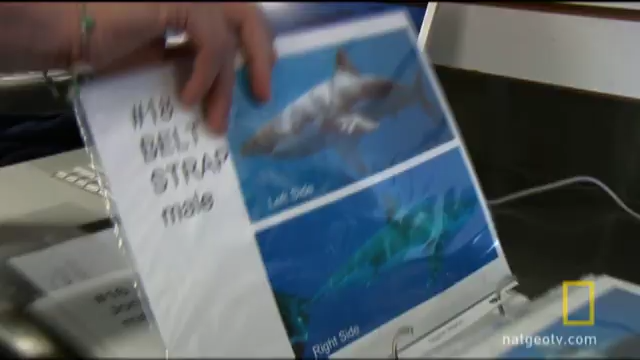 #18
BELT
STRAP
male
Left Side
Right Side
natgeotv.com